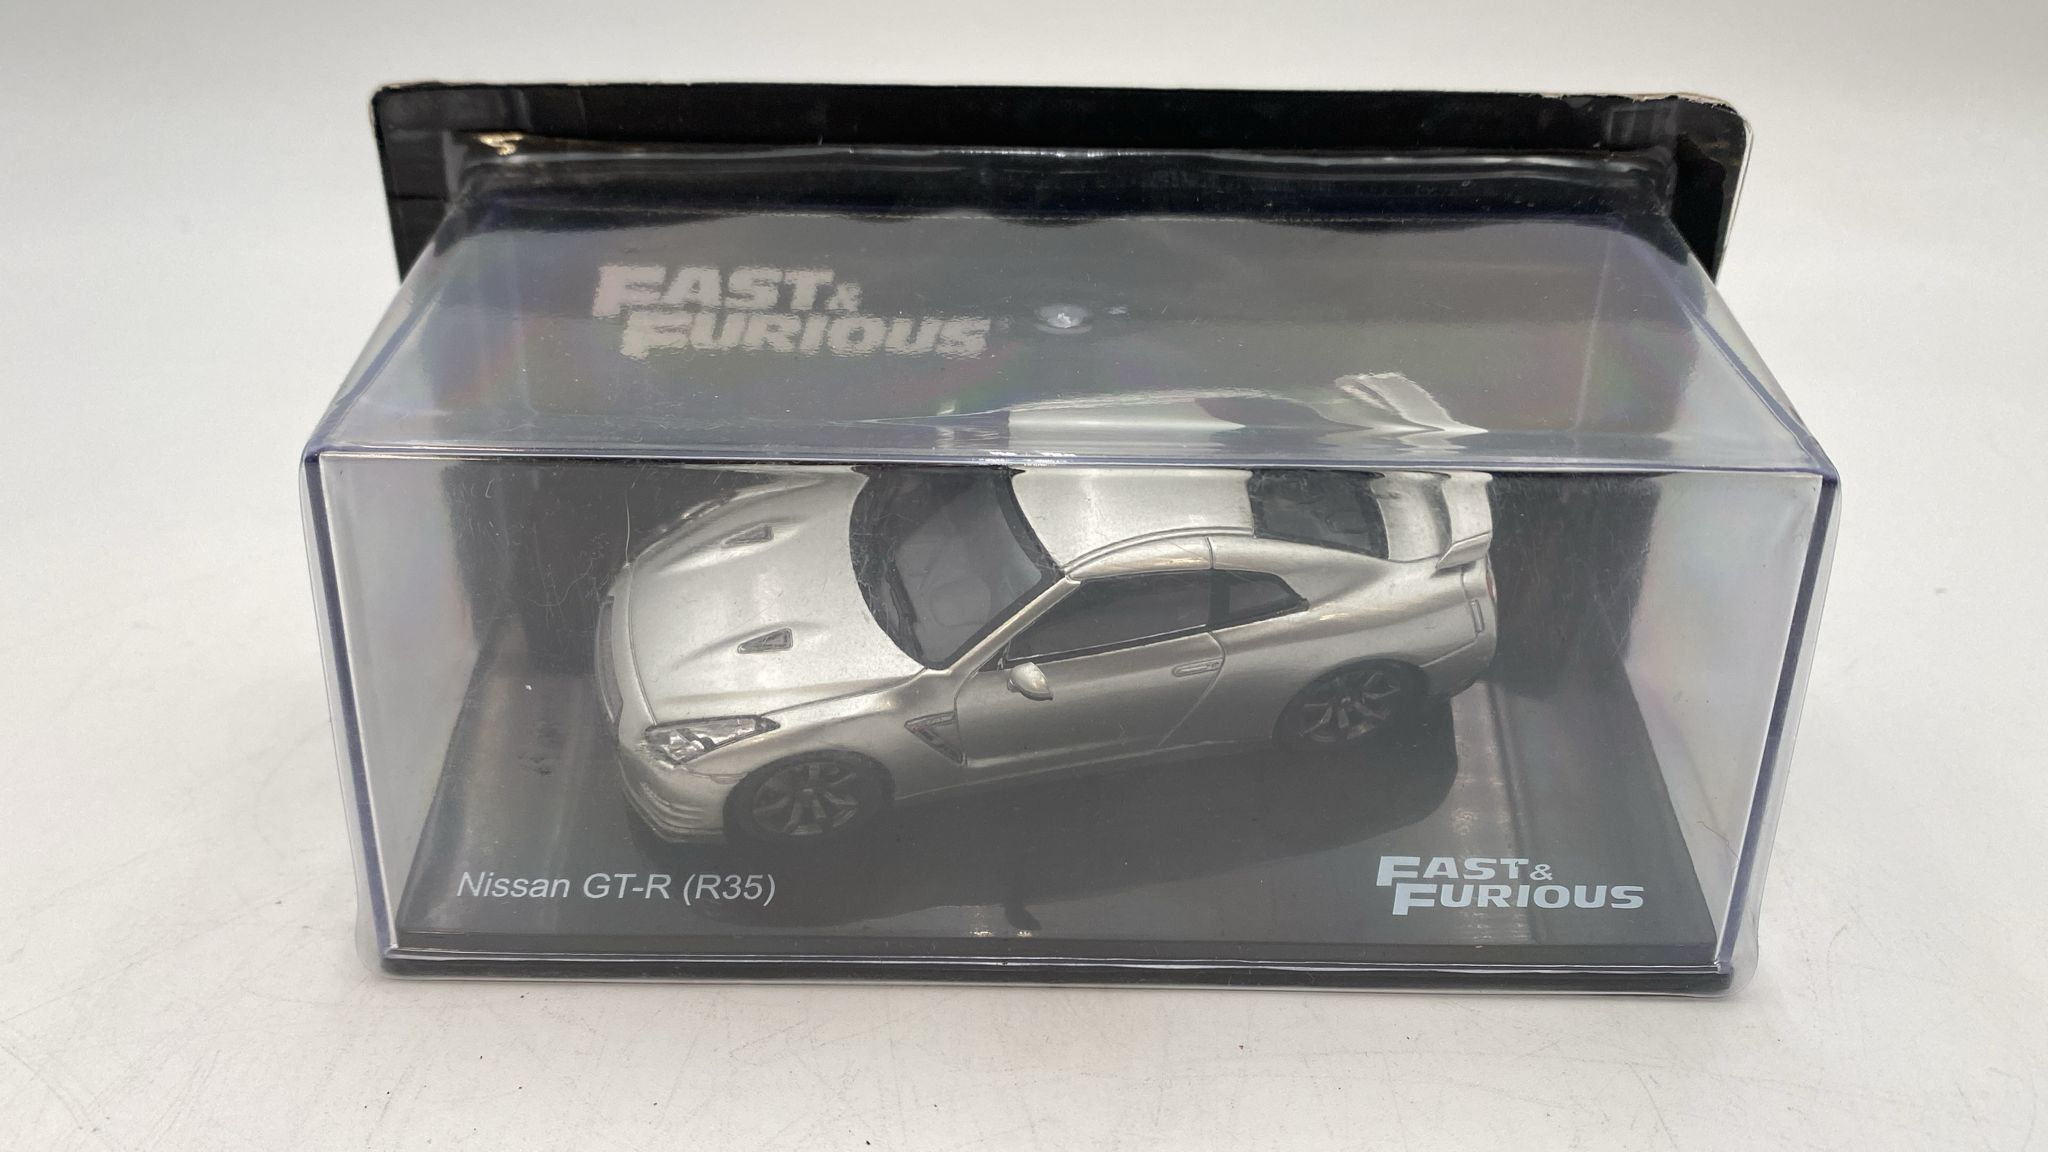 FAST &
FURIOUS
Nissan GT-R (R35)
FAST &
FURIOUS